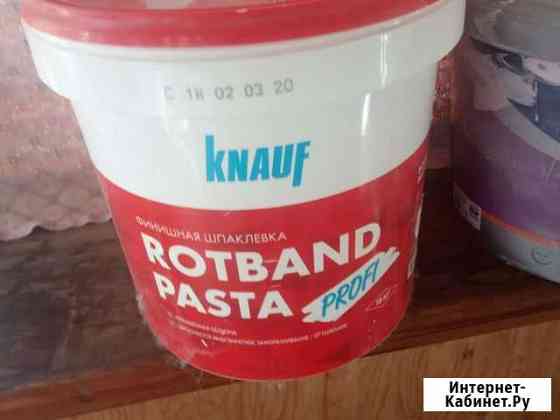 18 02 03 20
KNAUF
ФИНИШНАЯ ШПАКЛЕВКА
ROTBAND
PASTA PROFI
Интернет-
Кабинет.Ру